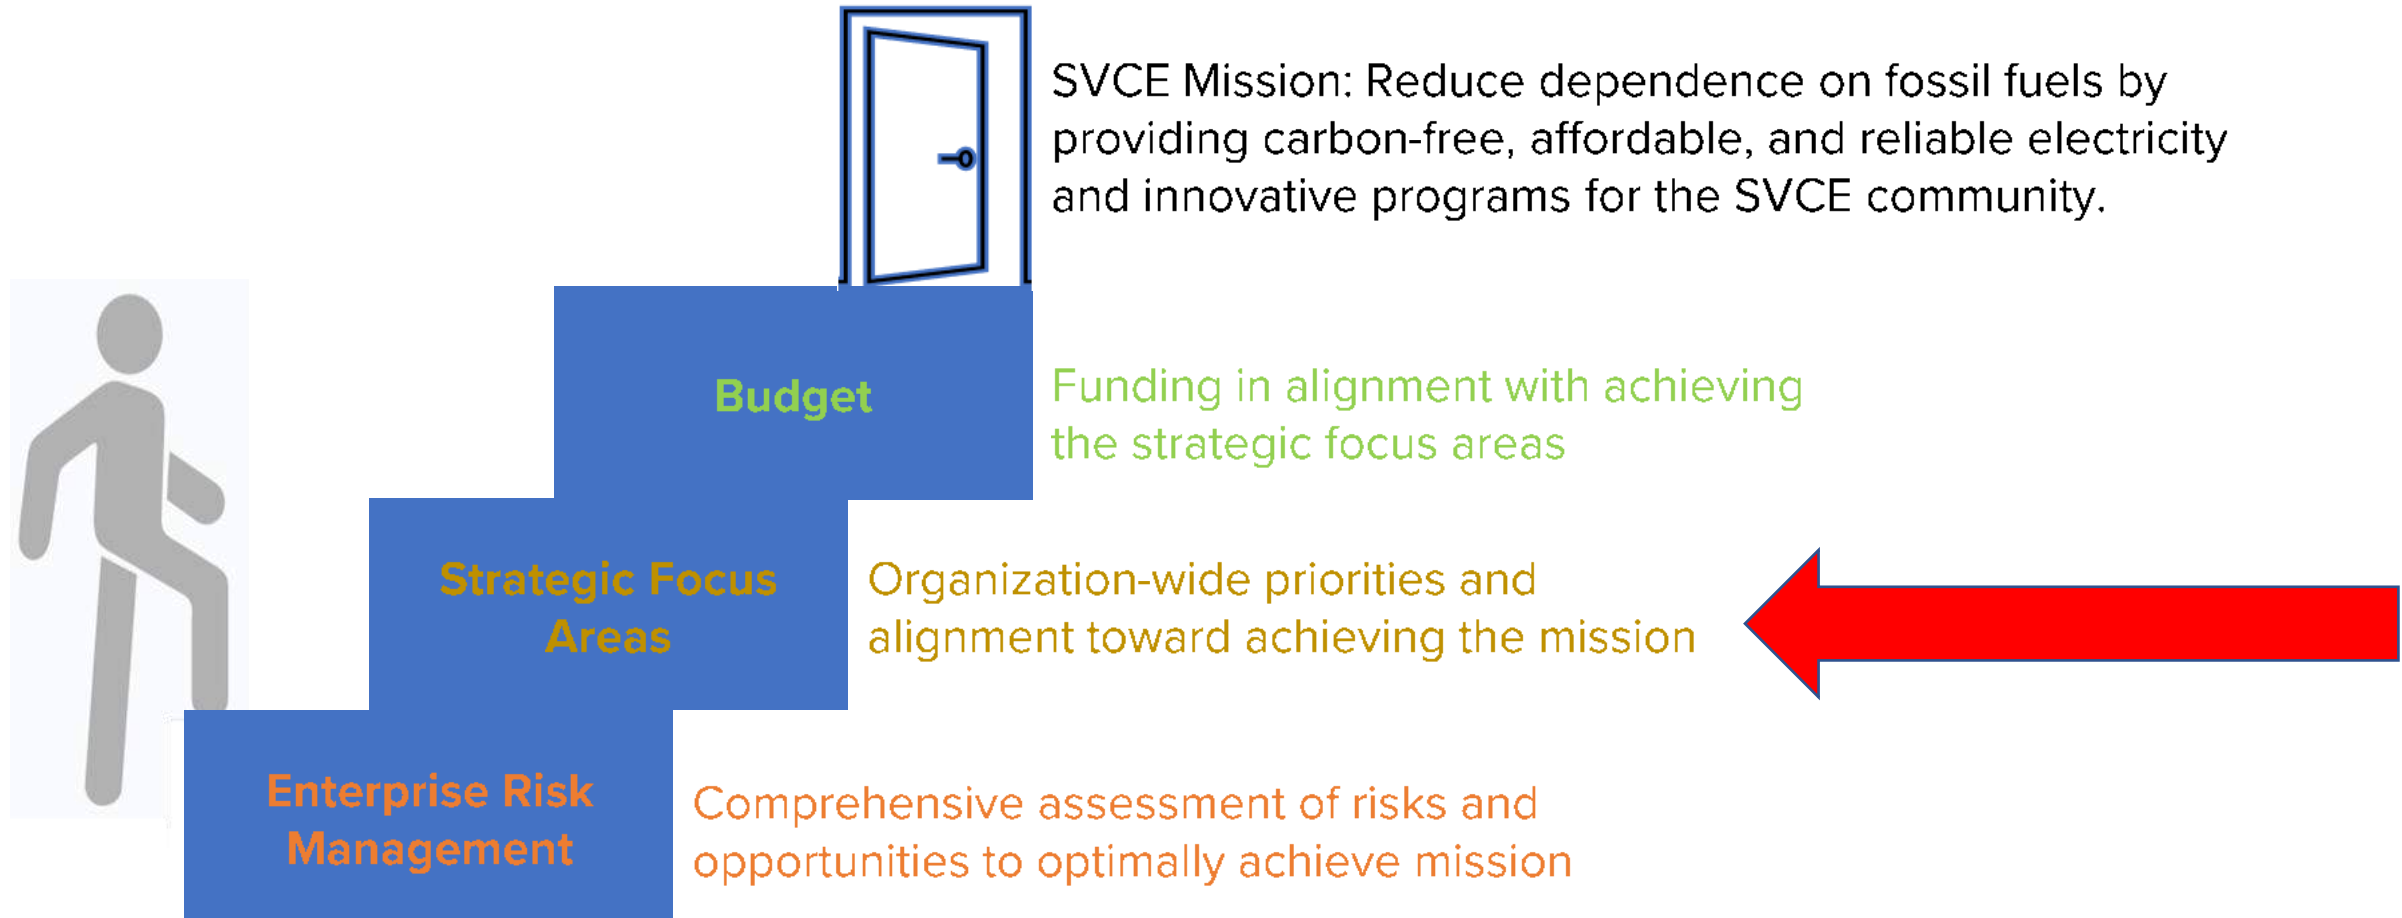 SVCE Mission: Reduce dependence on fossil fuels by
providing carbon-free, affordable, and reliable electricity
and innovative programs for the SVCE community.
Budget
Funding in alignment with achieving
the strategic focus areas
Strategic Focus
Areas
Organization-wide priorities and
alignment toward achieving the mission
Enterprise Risk
Management
Comprehensive assessment of risks and
opportunities to optimally achieve mission